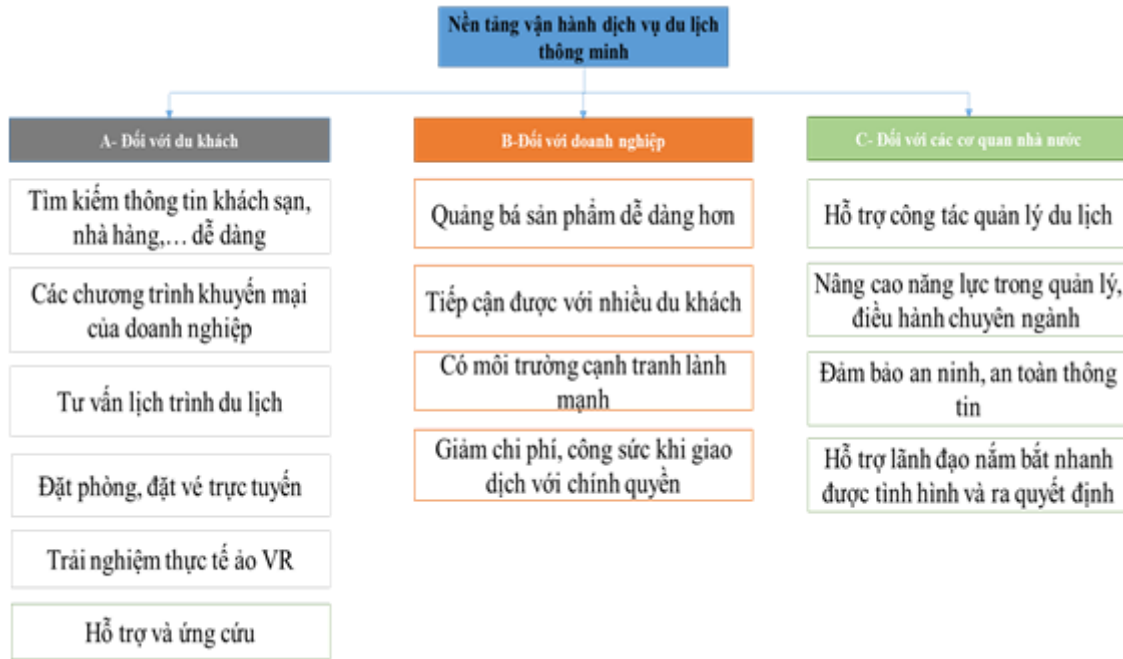 Nền tảng vận hành dịch vụ du lịch
thông minh
A- Đối với du khách
Tìm kiếm thông tin khách sạn,
nhà hàng,… dễ dàng
Các chương trình khuyến mại
của doanh nghiệp
Tư vấn lịch trình du lịch
Đặt phòng, đặt vé trực tuyến
Trải nghiệm thực tế ảo VR
Hỗ trợ và ứng cứu
B-Đối với doanh nghiệp
Quảng bá sản phẩm dễ dàng hơn
Tiếp cận được với nhiều du khách
Có môi trường cạnh tranh lành
mạnh
Giảm chi phí, công sức khi giao
dịch với chính quyền
C- Đối với các cơ quan nhà nước
Hỗ trợ công tác quản lý du lịch
Nâng cao năng lực trong quản lý,
điều hành chuyên ngành
Đảm bảo an ninh, an toàn thông
tin
Hỗ trợ lãnh đạo nắm bắt nhanh
được tình hình và ra quyết định